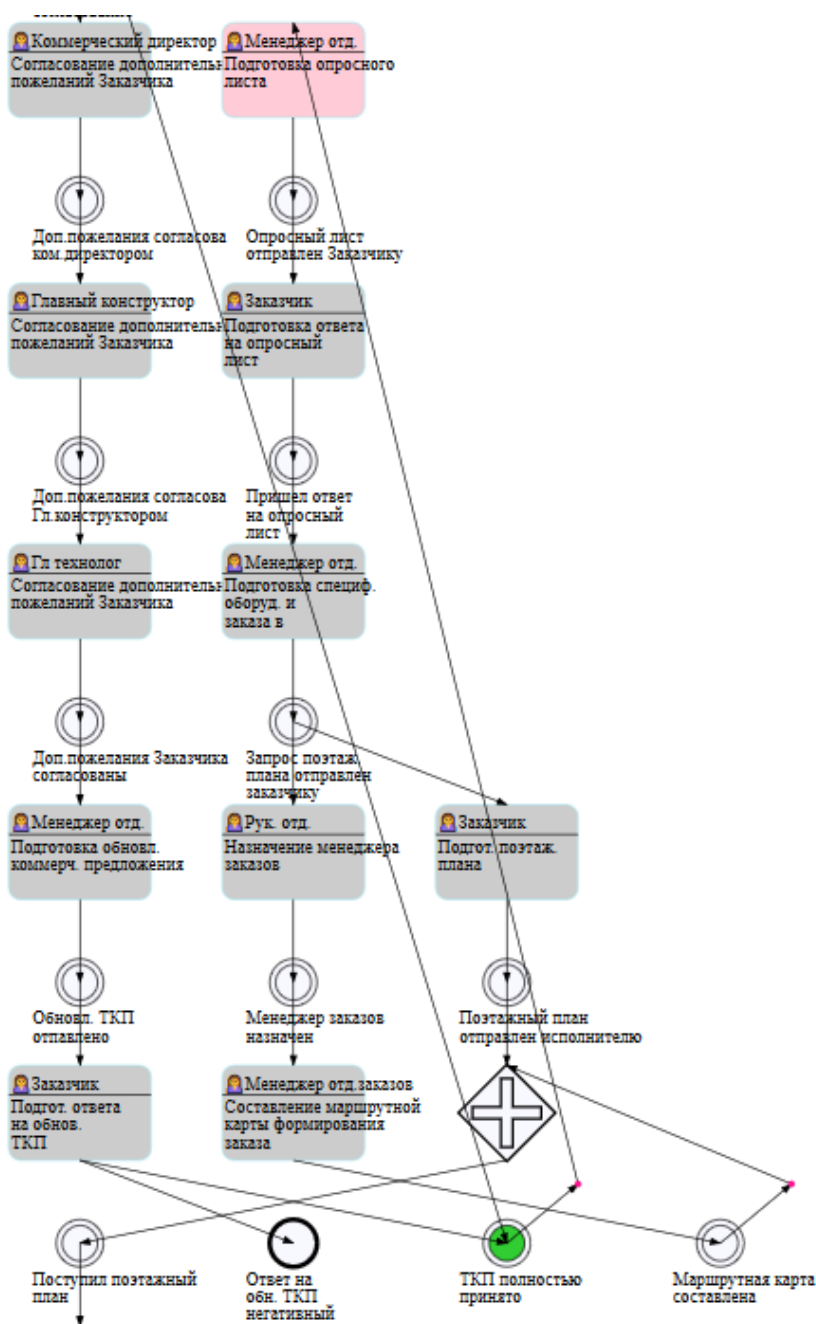 Коммерческий директор
Согласование дополнительн
пожеланий Заказчика
Менеджер отд.
Подготовка опросного
листа
Доп.пожелания согласова
ком.директором
Опросный лист
отправлен Заказчику
Главный конструктор
Согласование дополнительн
пожеланий Заказчика
Заказчик
Подготовка ответа
на опросный
лист
Доп.пожелания согласова
Гл.конструктором
Пришел ответ
на опросный
лист
Гл технолог
Согласование дополнительн
пожеланий Заказчика
Менеджер отд.
Подготовка специф.
оборуд. и
заказа в
Доп.пожелания Заказчика
согласованы
Запрос поэтаж.
плана отправлен
заказчику
Менеджер отд.
Подготовка обновл.
коммерч. предложения
Рук. отд.
Назначение менеджера
заказов
Заказчик
Подгот. поэтаж.
плана
Обновл. ТКП
отпавлено
Менеджер заказов
назначен
Поэтажный план
отправлен исполнителю
Заказчик
Подгот. ответа
на обнов.
ТКП
Менеджер отд.заказов
Составление маршрутной
карты формирования
заказа
Поступил поэтажный
план
Ответ на
обн. ТКП
негативный
ТКП полностью
принято
Маршрутная карта
составлена